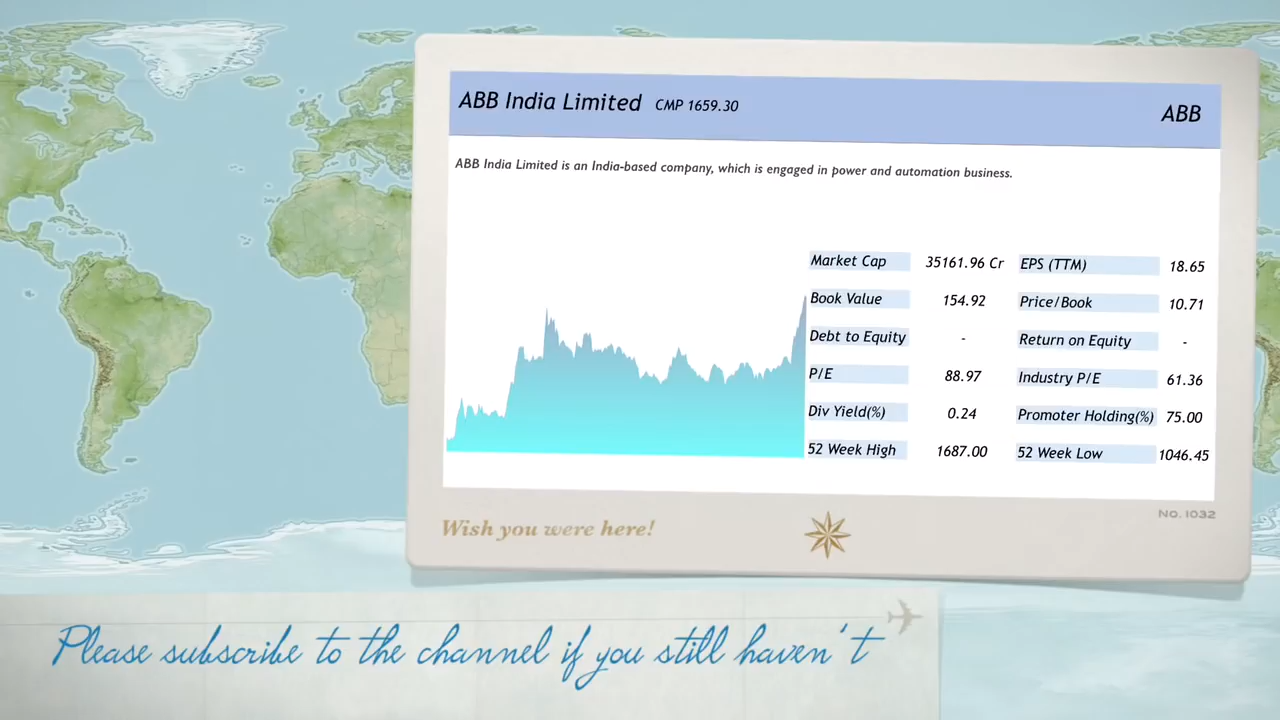 ABB India Limited CMP 1659.30 ABB
ABB India Limited is an India-based company, which is engaged in power and automation business.
Market Cap 35161.96 Cr EPS (TTM) 18.65
Book Value 154.92 Price/Book 10.71
Debt to Equity - Return on Equity -
P/E 88.97 Industry P/E 61.36
Div Yield(%) 0.24 Promoter Holding(%) 75.00
52 Week High 1687.00 52 Week Low 1046.45
Wish you were here!
NO. 1032
Please subscribe to the channel if you still haven't